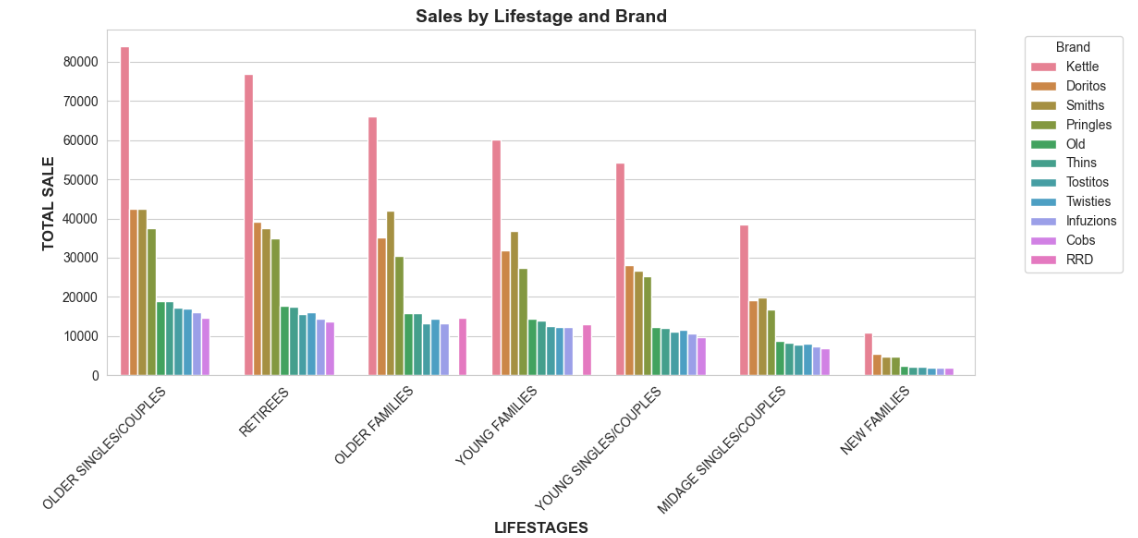 Sales by Lifestage and Brand
TOTAL SALE
80000
70000
60000
50000
40000
30000
20000
10000
0
OLDER SINGLES/COUPLES
RETIREES
OLDER FAMILIES
YOUNG FAMILIES
YOUNG SINGLES/COUPLES
MIDAGE SINGLES/COUPLES
NEW FAMILIES
LIFESTAGES
Brand
Kettle
Doritos
Smiths
Pringles
Old
Thins
Tostitos
Twisties
Infuzions
Cobs
RRD